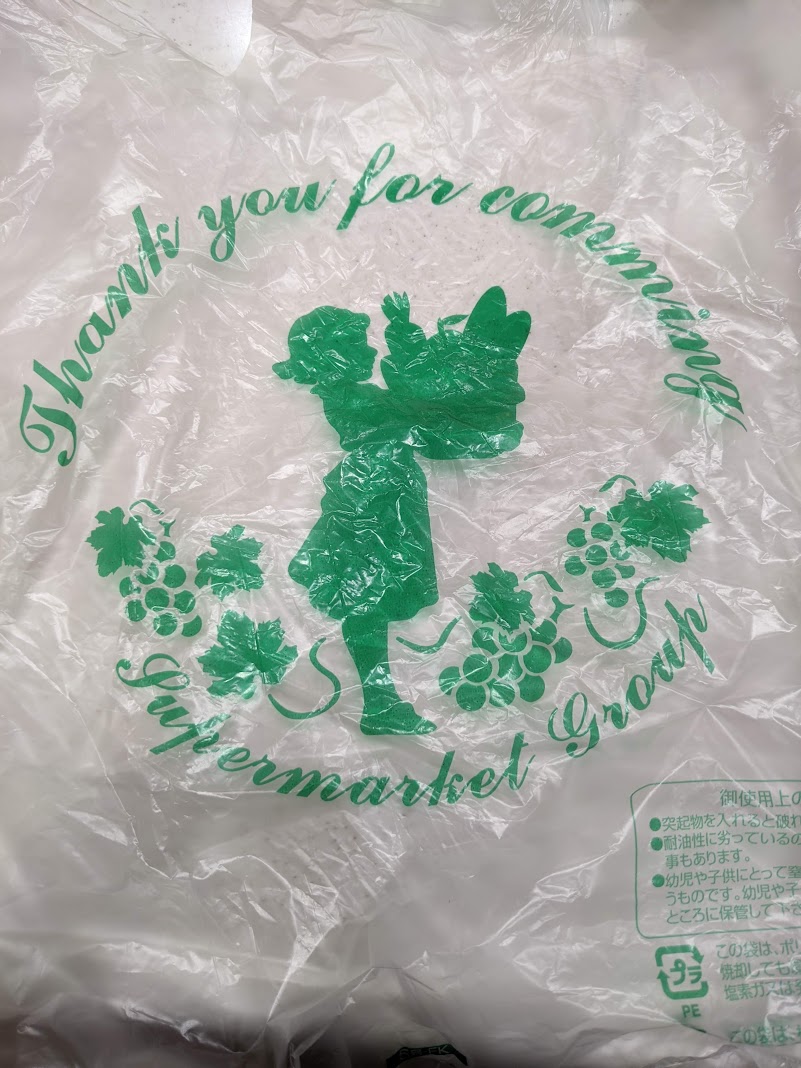 Thank you for comming
Supermarket Group
御使用上の
●突起物を入れると破れ
●耐油性に劣っているの
事もあります。
●幼児や子供にとって窒
うものです。幼児や子
ところに保管して下さ
プラ
PE
この袋は、ポリ
焼却しても
塩素ガスは
この袋は、